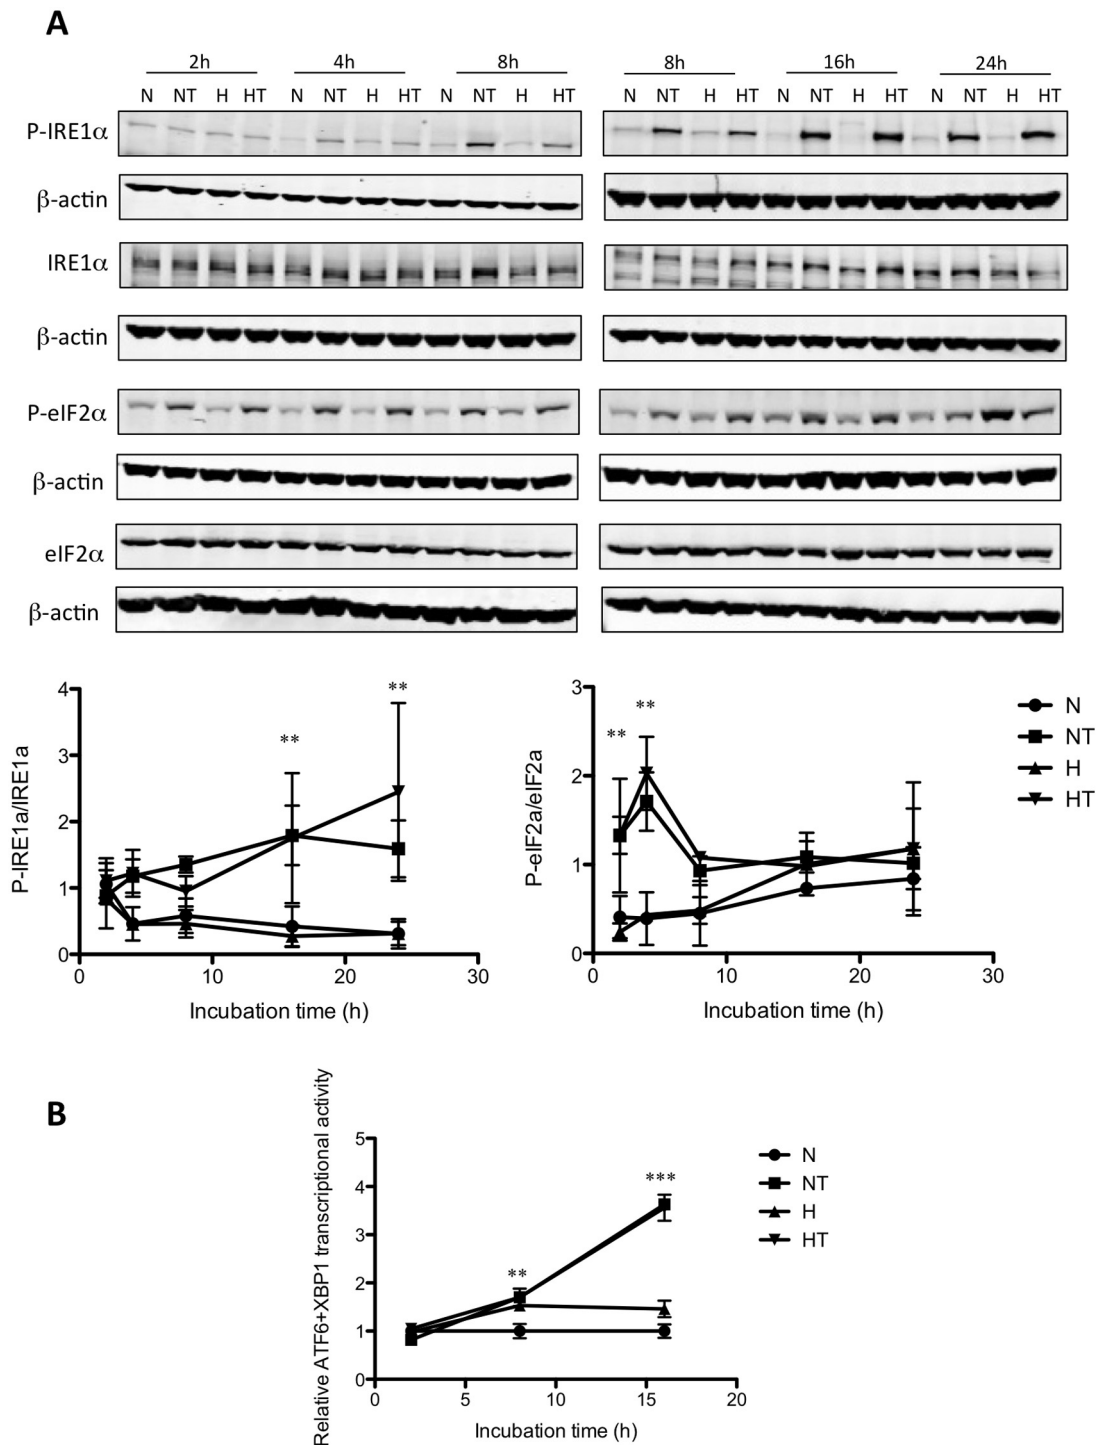 A
2h 4h 8h 8h 16h 24h
N NT H HT N NT H HT N NT H HT N NT H HT N NT H HT N NT H HT
P-IRE1α
β-actin
IRE1α
β-actin
P-eIF2α
β-actin
eIF2α
β-actin
P-IRE1a/IRE1a
4
3
2
1
0
** **
0 10 20 30
Incubation time (h)
P-eIF2a/eIF2a
3
2
1
0
** **
0 10 20 30
Incubation time (h)
N
NT
H
HT
B
Relative ATF6+XBP1 transcriptional activity
5
4
3
2
1
0
** ***
0 5 10 15 20
Incubation time (h)
N
NT
H
HT